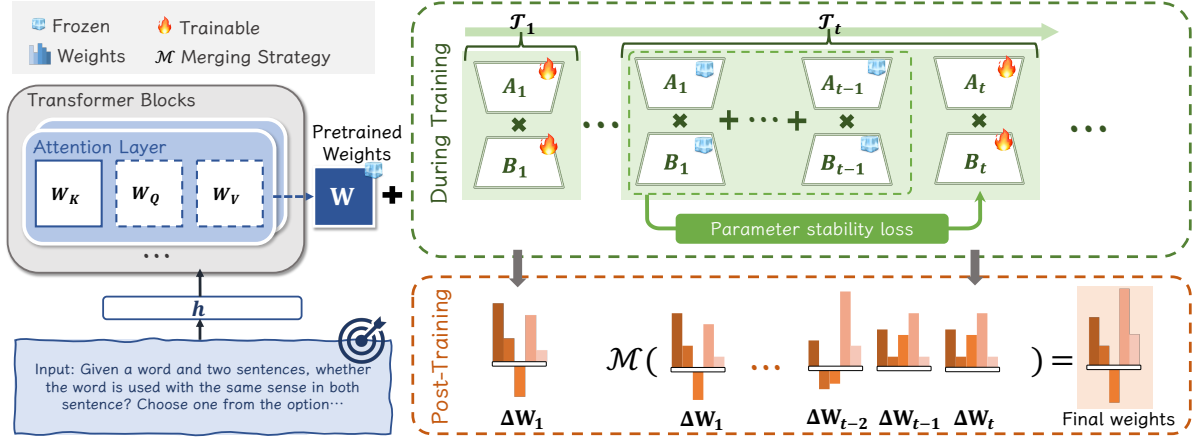 Frozen
Trainable
Weights
ℳ Merging Strategy
Transformer Blocks
Attention Layer
W_K
W_Q
W_V
...
Pretrained
Weights
W
+
h
Input: Given a word and two sentences, whether
the word is used with the same sense in both
sentence? Choose one from the option...
During Training
𝒯_1
𝒯_t
A_1
×
B_1
...
A_1
×
B_1
+ ... +
A_{t−1}
×
B_{t−1}
A_t
×
B_t
...
Parameter stability loss
Post-Training
ΔW_1
ℳ(
ΔW_1
...
ΔW_{t−2}
ΔW_{t−1}
ΔW_t
) =
Final weights